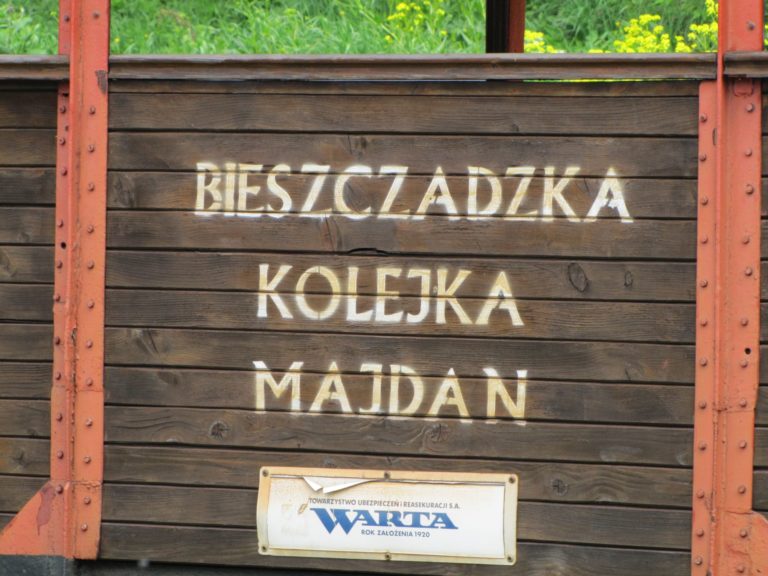 BIESZCZADZKA
KOLEJKA
MAJDAN
TOWARZYSTWO UBEZPIECZEŃ i REASEKURACJI S.A.
WARTA
ROK ZAŁOŻENIA 1920